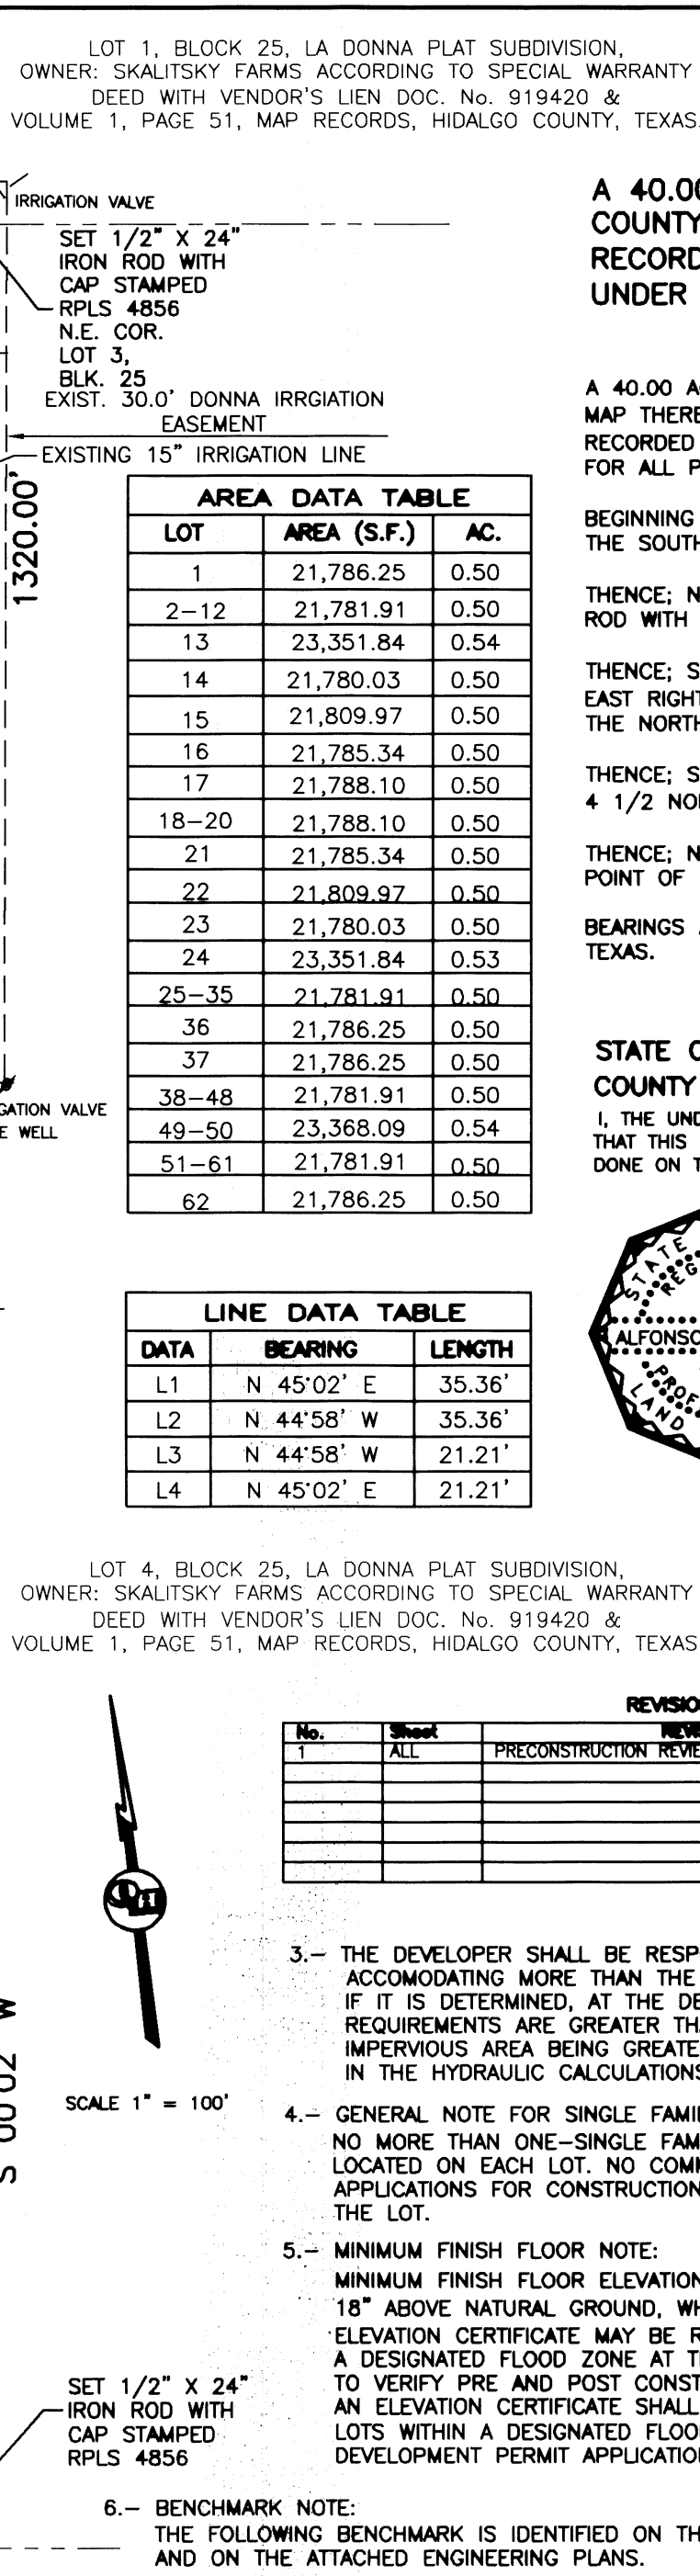 LOT 1, BLOCK 25, LA DONNA PLAT SUBDIVISION,
OWNER: SKALITSKY FARMS ACCORDING TO SPECIAL WARRANTY
DEED WITH VENDOR'S LIEN DOC. No. 919420 &
VOLUME 1, PAGE 51, MAP RECORDS, HIDALGO COUNTY, TEXAS.
IRRIGATION VALVE
SET 1/2" X 24"
IRON ROD WITH
CAP STAMPED
RPLS 4856
N.E. COR.
LOT 3,
BLK. 25
EXIST. 30.0' DONNA IRRGIATION
EASEMENT
EXISTING 15" IRRIGATION LINE
1320.00'
A 40.00
COUNTY
RECORD
UNDER
A 40.00 A
MAP THERE
RECORDED
FOR ALL P
BEGINNING
THE SOUTH
THENCE; N
ROD WITH
THENCE; S
EAST RIGHT
THE NORTH
THENCE; S
4 1/2 NO
THENCE; N
POINT OF
BEARINGS
TEXAS.
AREA DATA TABLE
LOT AREA (S.F.) AC.
1 21,786.25 0.50
2-12 21,781.91 0.50
13 23,351.84 0.54
14 21,780.03 0.50
15 21,809.97 0.50
16 21,785.34 0.50
17 21,788.10 0.50
18-20 21,788.10 0.50
21 21,785.34 0.50
22 21,809.97 0.50
23 21,780.03 0.50
24 23,351.84 0.53
25-35 21,781.91 0.50
36 21,786.25 0.50
37 21,786.25 0.50
38-48 21,781.91 0.50
49-50 23,368.09 0.54
51-61 21,781.91 0.50
62 21,786.25 0.50
GATION VALVE
E WELL
STATE O
COUNTY
I, THE UND
THAT THIS
DONE ON T
STATE
REG
ALFONSO
PROF
LAND
LINE DATA TABLE
DATA BEARING LENGTH
L1 N 45°02' E 35.36'
L2 N 44°58' W 35.36'
L3 N 44°58' W 21.21'
L4 N 45°02' E 21.21'
LOT 4, BLOCK 25, LA DONNA PLAT SUBDIVISION,
OWNER: SKALITSKY FARMS ACCORDING TO SPECIAL WARRANTY
DEED WITH VENDOR'S LIEN DOC. No. 919420 &
VOLUME 1, PAGE 51, MAP RECORDS, HIDALGO COUNTY, TEXAS
REVISIO
No. Sheet REVI
1 ALL PRECONSTRUCTION REVIE
S 00°02' W
SCALE 1" = 100'
3.- THE DEVELOPER SHALL BE RESP
ACCOMODATING MORE THAN THE
IF IT IS DETERMINED, AT THE DE
REQUIREMENTS ARE GREATER THA
IMPERVIOUS AREA BEING GREATE
IN THE HYDRAULIC CALCULATIONS
4.- GENERAL NOTE FOR SINGLE FAMI
NO MORE THAN ONE-SINGLE FAM
LOCATED ON EACH LOT. NO COM
APPLICATIONS FOR CONSTRUCTION
THE LOT.
5.- MINIMUM FINISH FLOOR NOTE:
MINIMUM FINISH FLOOR ELEVATION
18" ABOVE NATURAL GROUND, WH
ELEVATION CERTIFICATE MAY BE R
A DESIGNATED FLOOD ZONE AT T
TO VERIFY PRE AND POST CONST
AN ELEVATION CERTIFICATE SHALL
LOTS WITHIN A DESIGNATED FLOO
DEVELOPMENT PERMIT APPLICATION
SET 1/2" X 24"
IRON ROD WITH
CAP STAMPED
RPLS 4856
6.- BENCHMARK NOTE:
THE FOLLOWING BENCHMARK IS IDENTIFIED ON TH
AND ON THE ATTACHED ENGINEERING PLANS.